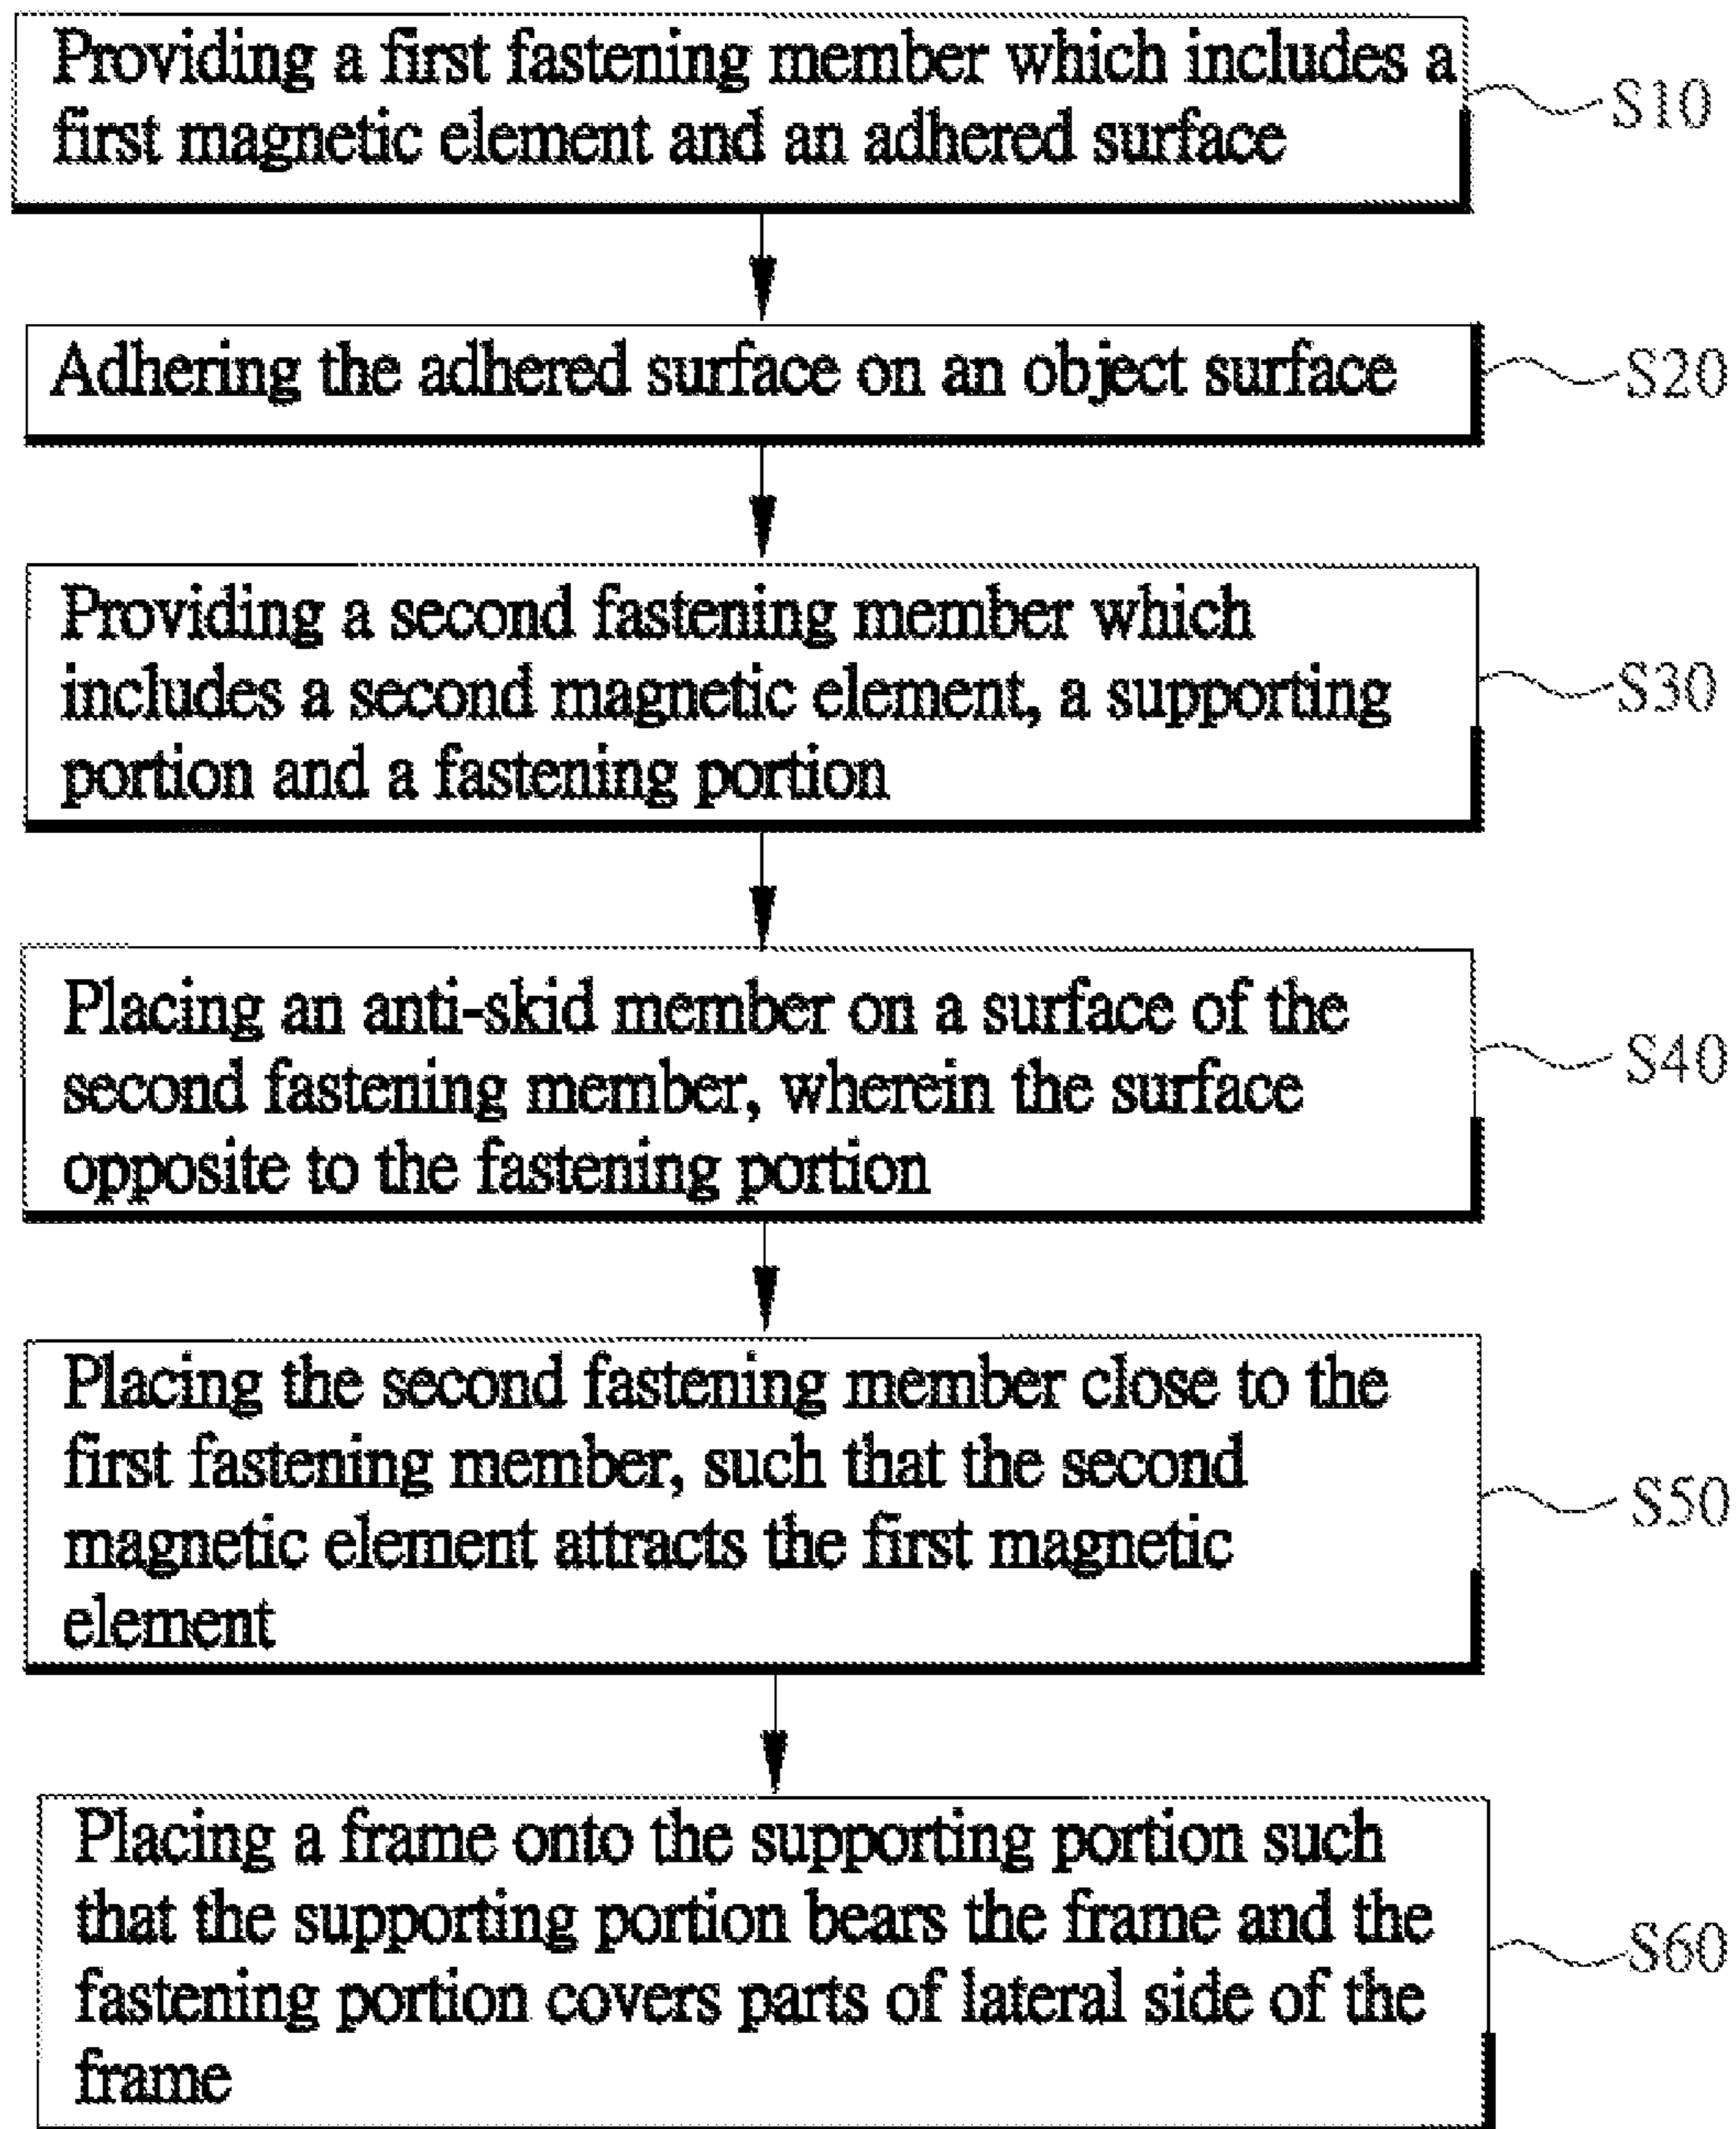 Providing a first fastening member which includes a
first magnetic element and an adhered surface
S10
Adhering the adhered surface on an object surface
S20
Providing a second fastening member which
includes a second magnetic element, a supporting
portion and a fastening portion
S30
Placing an anti-skid member on a surface of the
second fastening member, wherein the surface
opposite to the fastening portion
S40
Placing the second fastening member close to the
first fastening member, such that the second
magnetic element attracts the first magnetic
element
S50
Placing a frame onto the supporting portion such
that the supporting portion bears the frame and the
fastening portion covers parts of lateral side of the
frame
S60